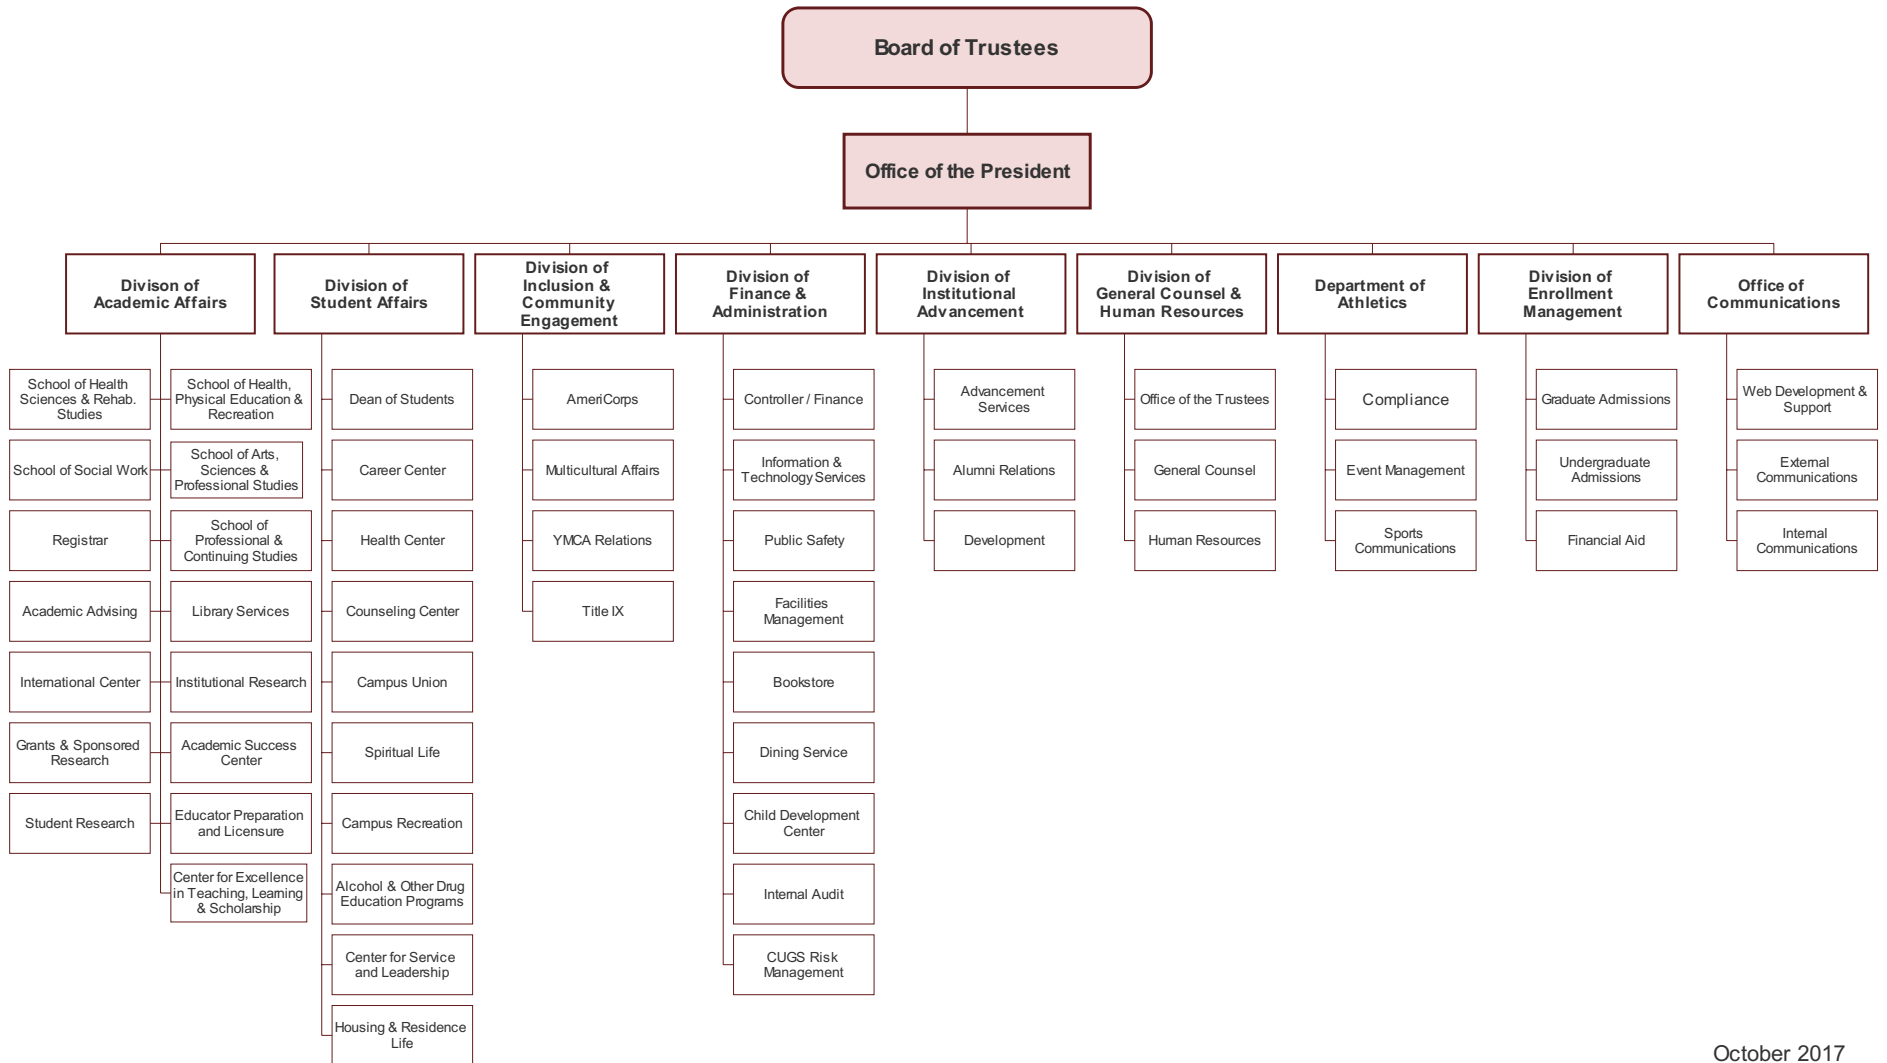 Board of Trustees
Office of the President
Divison of
Academic Affairs
Division of
Student Affairs
Division of
Inclusion &
Community
Engagement
Division of
Finance &
Administration
Division of
Institutional
Advancement
Division of
General Counsel &
Human Resources
Department of
Athletics
Division of
Enrollment
Management
Office of
Communications
School of Health
Sciences & Rehab.
Studies
School of Social Work
Registrar
Academic Advising
International Center
Grants & Sponsored
Research
Student Research
School of Health,
Physical Education &
Recreation
School of Arts,
Sciences &
Professional Studies
School of
Professional &
Continuing Studies
Library Services
Institutional Research
Academic Success
Center
Educator Preparation
and Licensure
Center for Excellence
in Teaching, Learning
& Scholarship
Dean of Students
Career Center
Health Center
Counseling Center
Campus Union
Spiritual Life
Campus Recreation
Alcohol & Other Drug
Education Programs
Center for Service
and Leadership
Housing & Residence
Life
AmeriCorps
Multicultural Affairs
YMCA Relations
Title IX
Controller / Finance
Information &
Technology Services
Public Safety
Facilities
Management
Bookstore
Dining Service
Child Development
Center
Internal Audit
CUGS Risk
Management
Advancement
Services
Alumni Relations
Development
Office of the Trustees
General Counsel
Human Resources
Compliance
Event Management
Sports
Communications
Graduate Admissions
Undergraduate
Admissions
Financial Aid
Web Development &
Support
External
Communications
Internal
Communications
October 2017